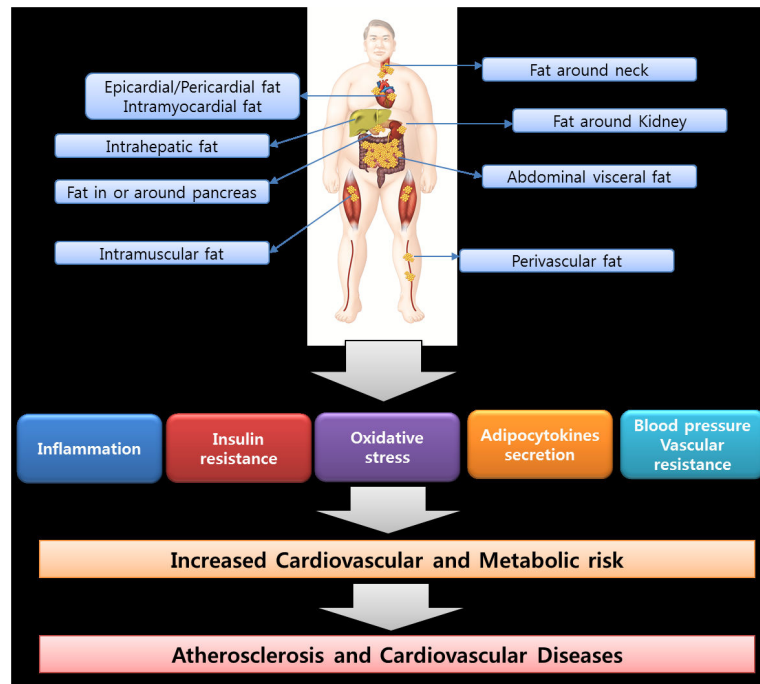 Epicardial/Pericardial fat
Intramyocardial fat
Intrahepatic fat
Fat in or around pancreas
Intramuscular fat
Fat around neck
Fat around Kidney
Abdominal visceral fat
Perivascular fat
Inflammation
Insulin
resistance
Oxidative
stress
Adipocytokines
secretion
Blood pressure
Vascular
resistance
Increased Cardiovascular and Metabolic risk
Atherosclerosis and Cardiovascular Diseases